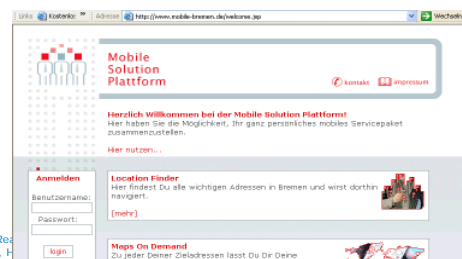 Links Kostenlo: » Adresse http://www.mobile-bremen.de/welcome.jsp Wechseln
Mobile
Solution
Plattform
kontakt impressum
Herzlich Willkommen bei der Mobile Solution Plattform!
Hier haben Sie die Möglichkeit, Ihr ganz persönliches mobiles Servicepaket
zusammenzustellen.
Hier nutzen...
Anmelden
Benutzername:
Passwort:
login
Location Finder
Hier findest Du alle wichtigen Adressen in Bremen und wirst dorthin
navigiert.
[mehr]
Maps On Demand
Zu jeder Deiner Zieladressen lässt Du Dir Deine